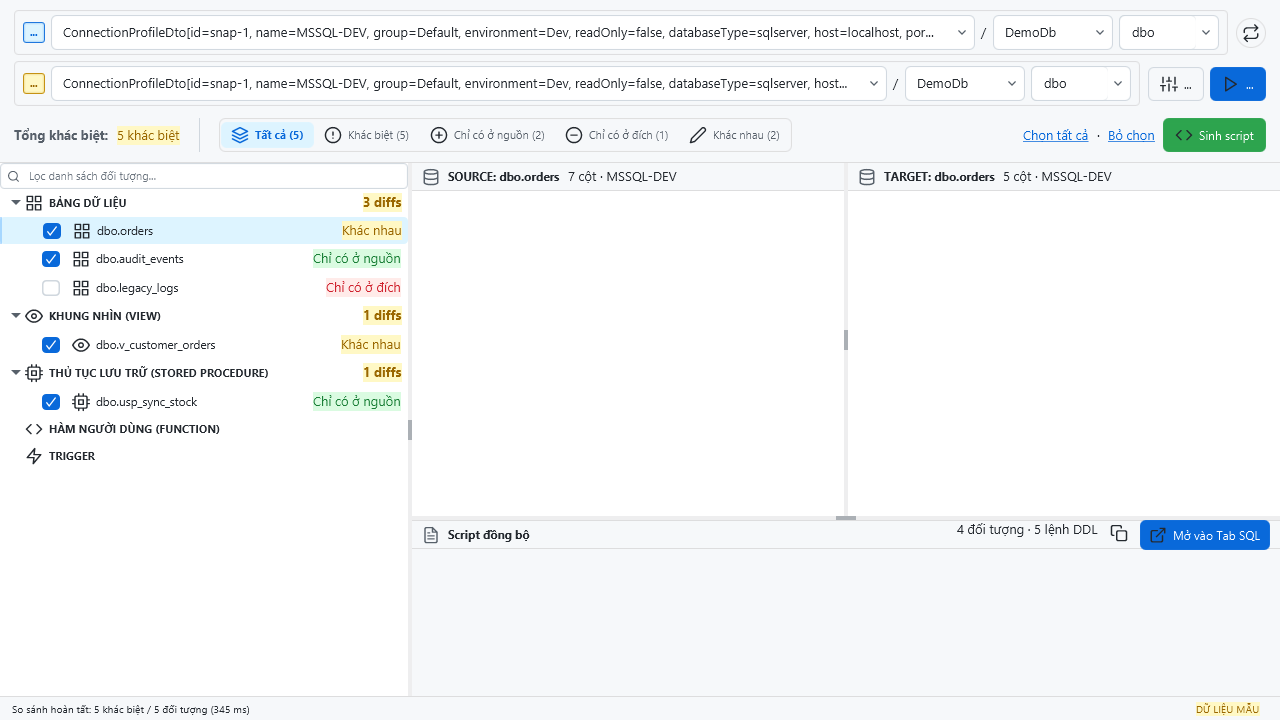 ... ConnectionProfileDto[id=snap-1, name=MSSQL-DEV, group=Default, environment=Dev, readOnly=false, databaseType=sqlserver, host=localhost, por... / DemoDb dbo
... ConnectionProfileDto[id=snap-1, name=MSSQL-DEV, group=Default, environment=Dev, readOnly=false, databaseType=sqlserver, host... / DemoDb dbo ... ...
Tổng khác biệt: 5 khác biệt Tất cả (5) Khác biệt (5) Chỉ có ở nguồn (2) Chỉ có ở đích (1) Khác nhau (2) Chọn tất cả · Bỏ chọn Sinh script
Lọc danh sách đối tượng...
SOURCE: dbo.orders 7 cột · MSSQL-DEV
TARGET: dbo.orders 5 cột · MSSQL-DEV
BẢNG DỮ LIỆU 3 diffs
dbo.orders Khác nhau
dbo.audit_events Chỉ có ở nguồn
dbo.legacy_logs Chỉ có ở đích
KHUNG NHÌN (VIEW) 1 diffs
dbo.v_customer_orders Khác nhau
THỦ TỤC LƯU TRỮ (STORED PROCEDURE) 1 diffs
dbo.usp_sync_stock Chỉ có ở nguồn
HÀM NGƯỜI DÙNG (FUNCTION)
TRIGGER
Script đồng bộ 4 đối tượng · 5 lệnh DDL Mở vào Tab SQL
So sánh hoàn tất: 5 khác biệt / 5 đối tượng (345 ms) DỮ LIỆU MẪU